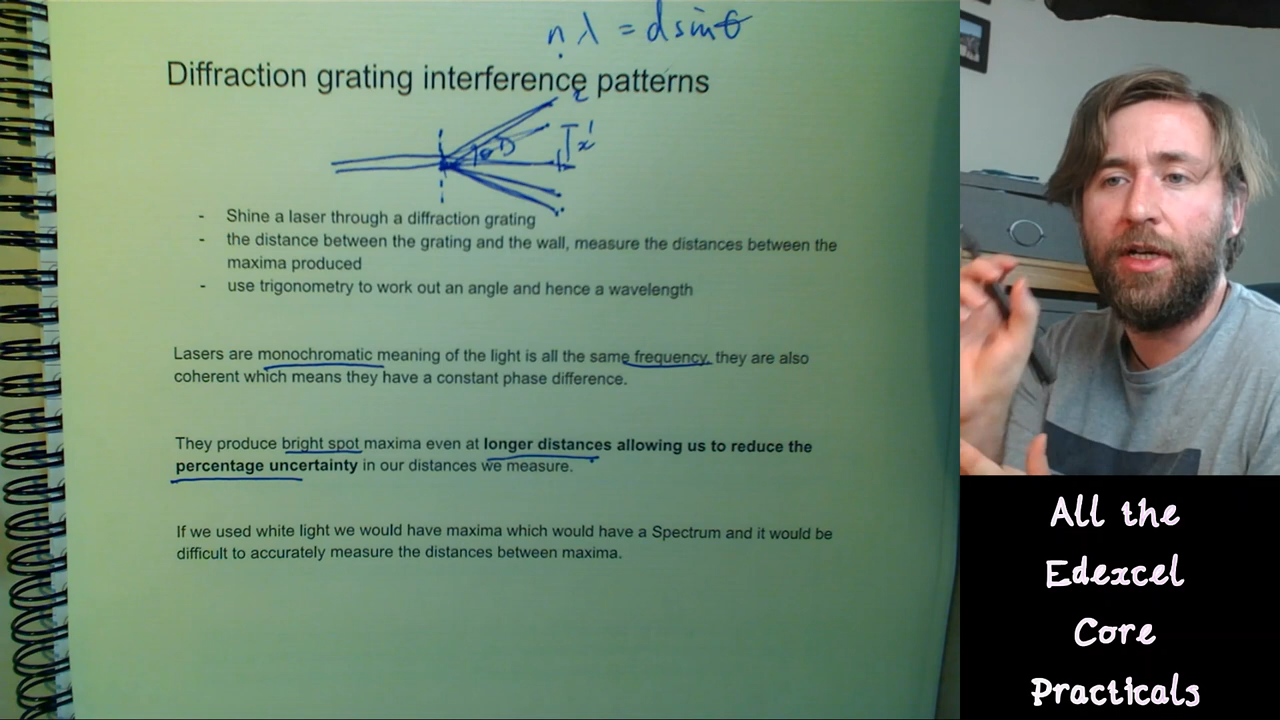 nλ = dsinθ
Diffraction grating interference patterns
2
1
x
θ D
- Shine a laser through a diffraction grating
- the distance between the grating and the wall, measure the distances between the
maxima produced
- use trigonometry to work out an angle and hence a wavelength
Lasers are monochromatic meaning of the light is all the same frequency, they are also
coherent which means they have a constant phase difference.
They produce bright spot maxima even at longer distances allowing us to reduce the
percentage uncertainty in our distances we measure.
If we used white light we would have maxima which would have a Spectrum and it would be
difficult to accurately measure the distances between maxima.
All the
Edexcel
Core
Practicals